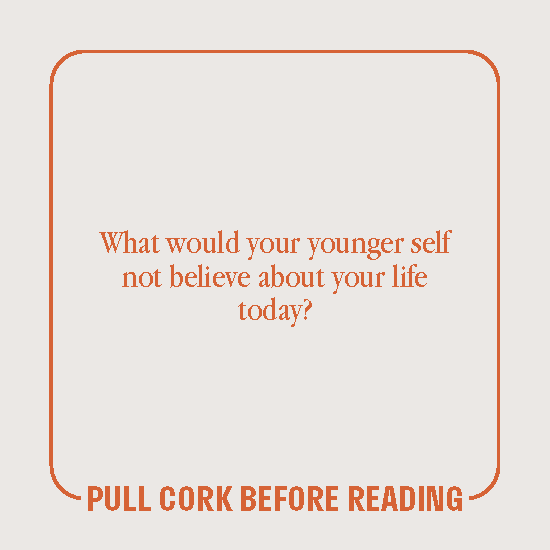 What would your younger self
not believe about your life
today?
PULL CORK BEFORE READING